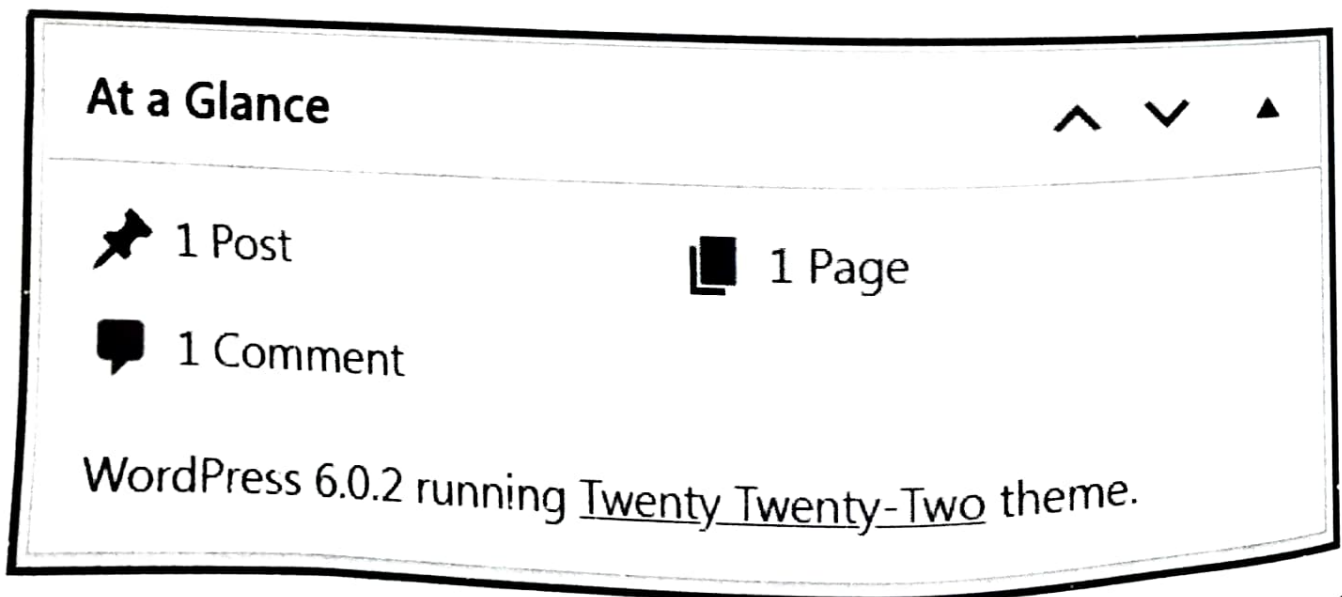 At a Glance
1 Post
1 Page
1 Comment
WordPress 6.0.2 running Twenty Twenty-Two theme.